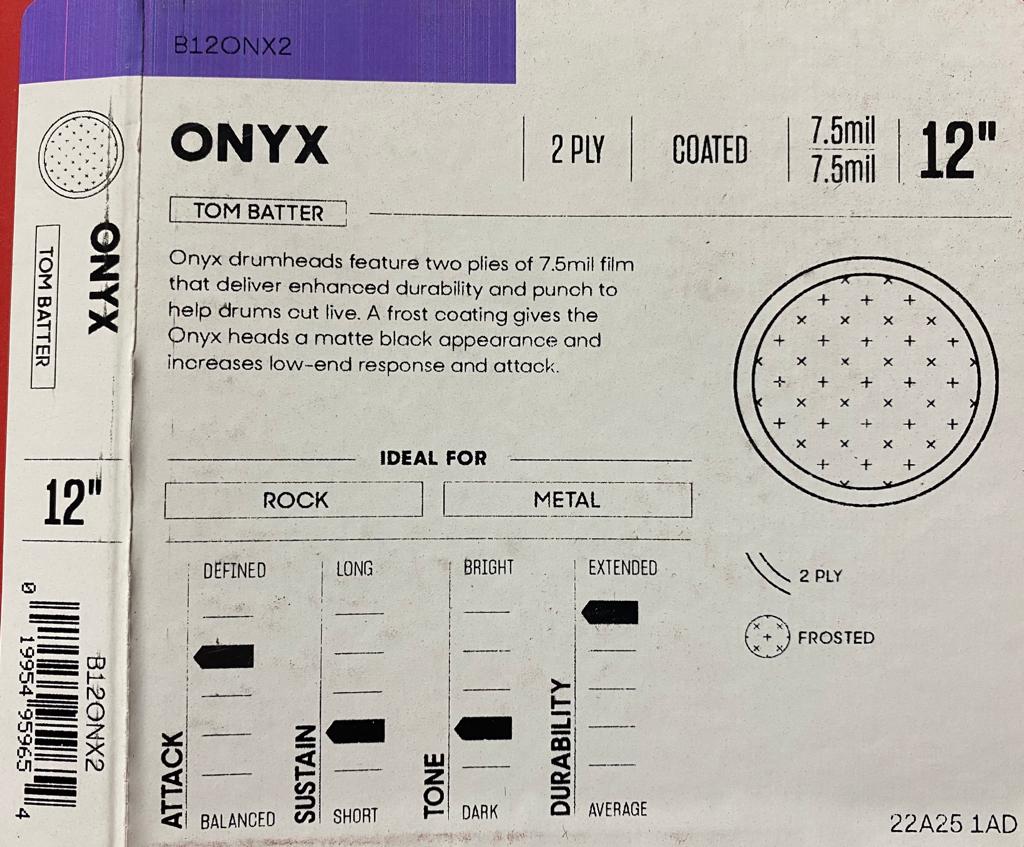 B12ONX2
ONYX
2 PLY
COATED
7.5mil
7.5mil
12"
TOM BATTER
Onyx drumheads feature two plies of 7.5mil film
that deliver enhanced durability and punch to
help drums cut live. A frost coating gives the
Onyx heads a matte black appearance and
increases low-end response and attack.
IDEAL FOR
ROCK
METAL
ATTACK
DEFINED
BALANCED
SUSTAIN
LONG
SHORT
TONE
BRIGHT
DARK
DURABILITY
EXTENDED
AVERAGE
2 PLY
FROSTED
22A25 1AD
ONYX
TOM BATTER
12"
B12ONX2
0 19954 95965 4